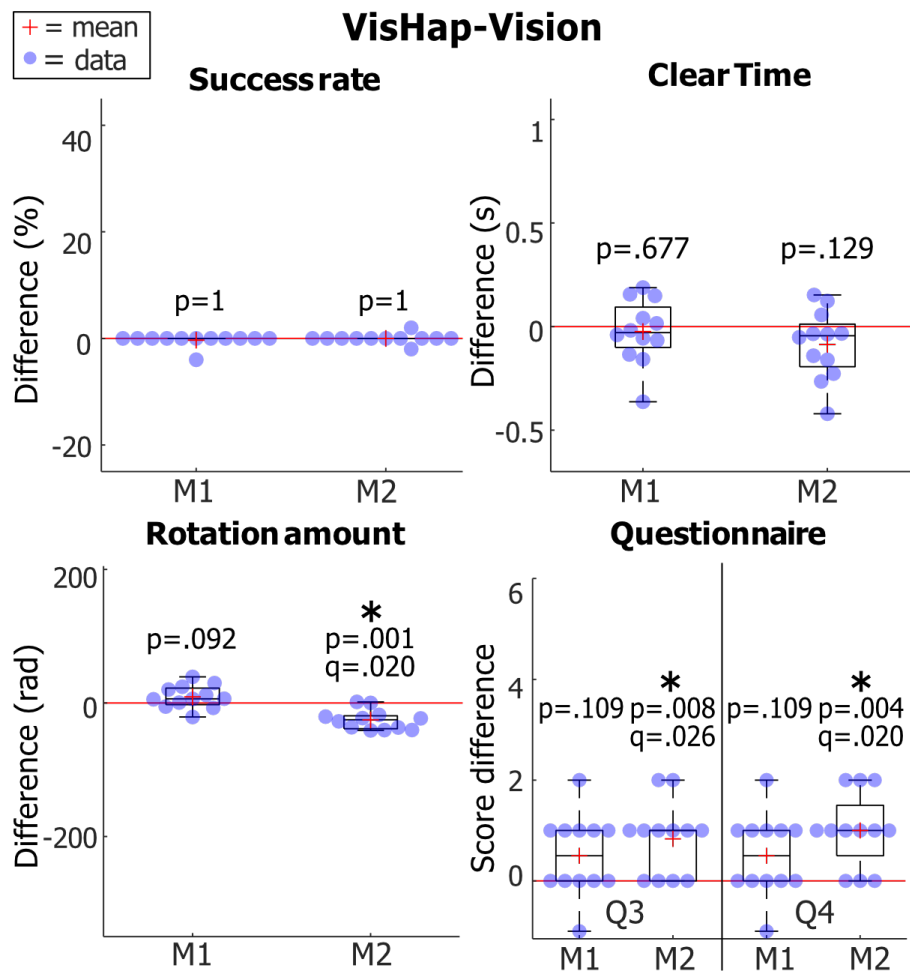 VisHap-Vision
+ = mean
= data
Success rate
Difference (%)
40
20
0
-20
p=1 p=1
M1 M2
Clear Time
Difference (s)
1
0.5
0
-0.5
p=.677 p=.129
M1 M2
Rotation amount
Difference (rad)
200
0
-200
p=.092
*
p=.001
q=.020
M1 M2
Questionnaire
Score difference
6
4
2
0
p=.109
*
p=.008
q=.026
p=.109
*
p=.004
q=.020
Q3 Q4
M1 M2 M1 M2